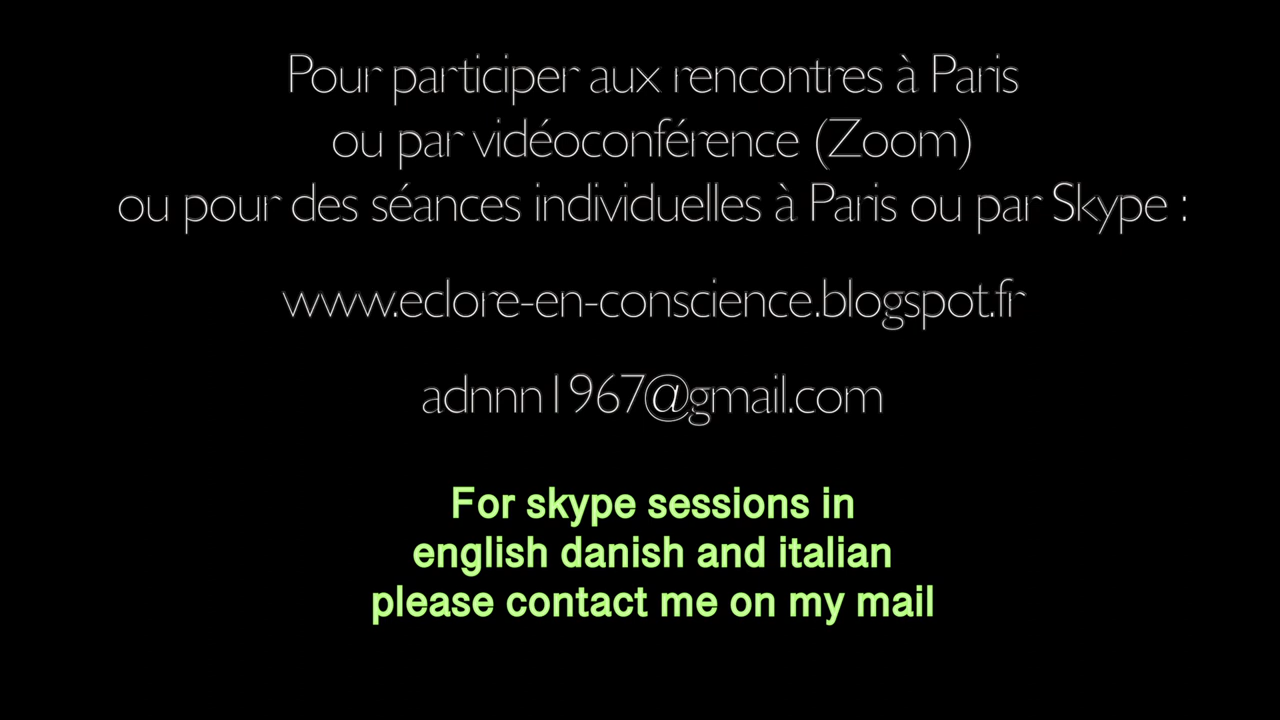 Pour participer aux rencontres à Paris
ou par vidéoconférence (Zoom)
ou pour des séances individuelles à Paris ou par Skype :
www.eclore-en-conscience.blogspot.fr
adnnn1967@gmail.com
For skype sessions in
english danish and italian
please contact me on my mail